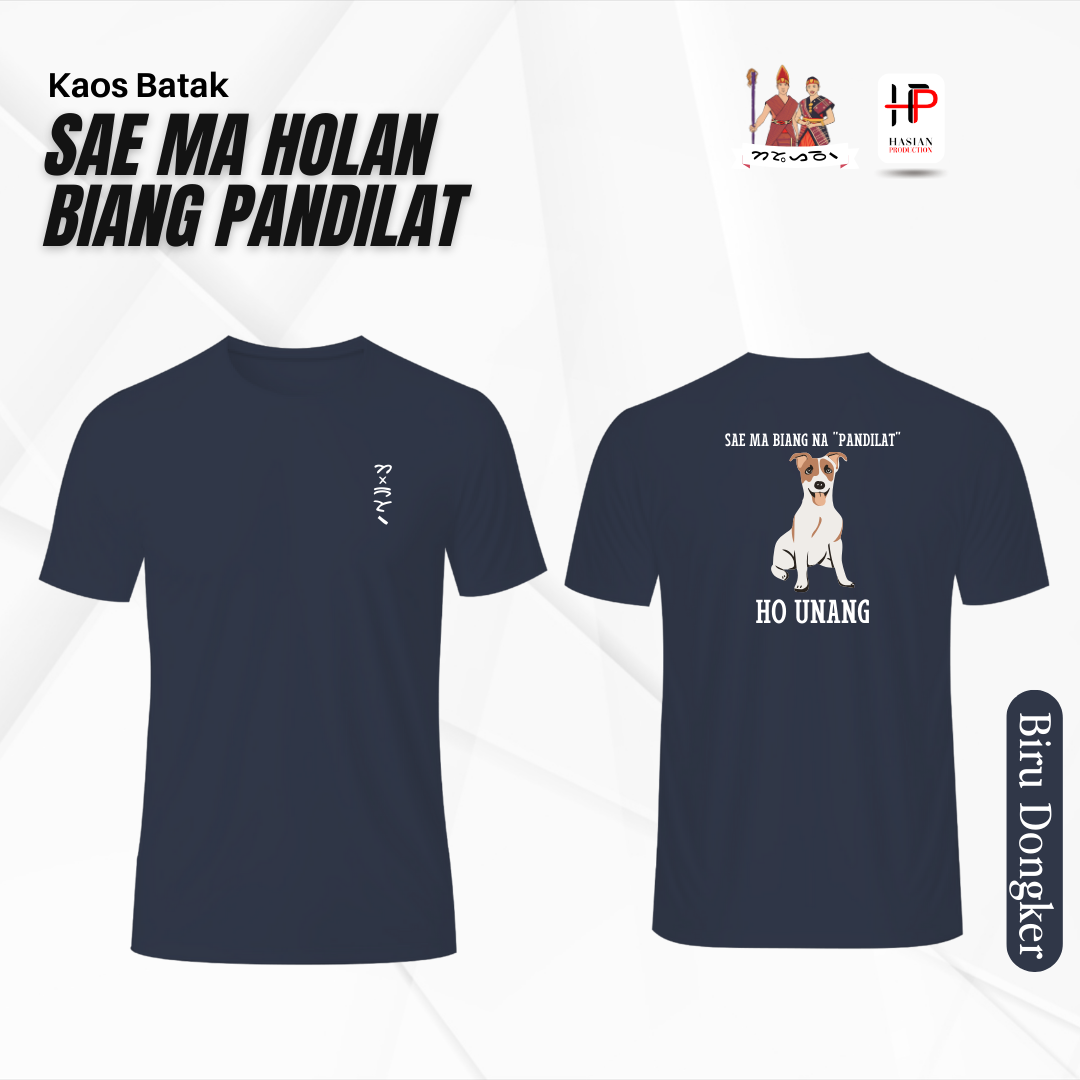 Kaos Batak
SAE MA HOLAN
BIANG PANDILAT
HASIAN
PRODUCTION
SAE MA BIANG NA "PANDILAT"
HO UNANG
Biru Dongker